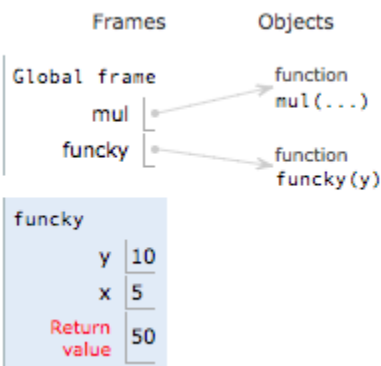 Frames Objects
Global frame
function
mul(...)
mul
funcky
function
funcky(y)
funcky
y 10
x 5
Return
value 50